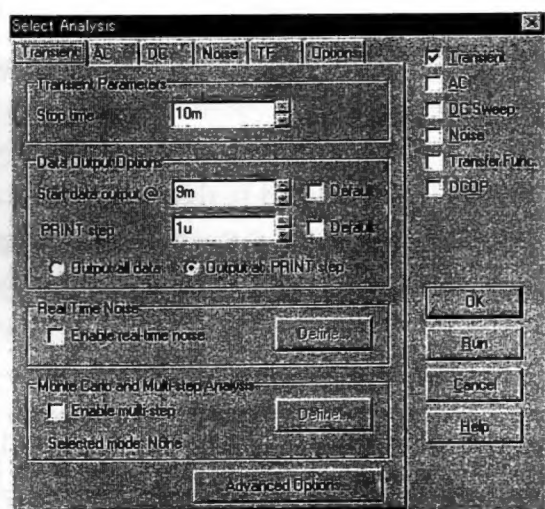 Select Analysis
Transient AC DC Noise TF Options
Transient Parameters
Stop time 10m
Data Output Options
Start data output @ 9m Default
PRINT step 1u Default
Output all data Output at PRINT step
Real Time Noise
Enable real-time noise Define...
Monte Carlo and Multi-step Analysis
Enable multi-step Define...
Selected mode: None
Advanced Options...
Transient
AC
DC Sweep
Noise
Transfer Func.
DCOP
OK
Run
Cancel
Help